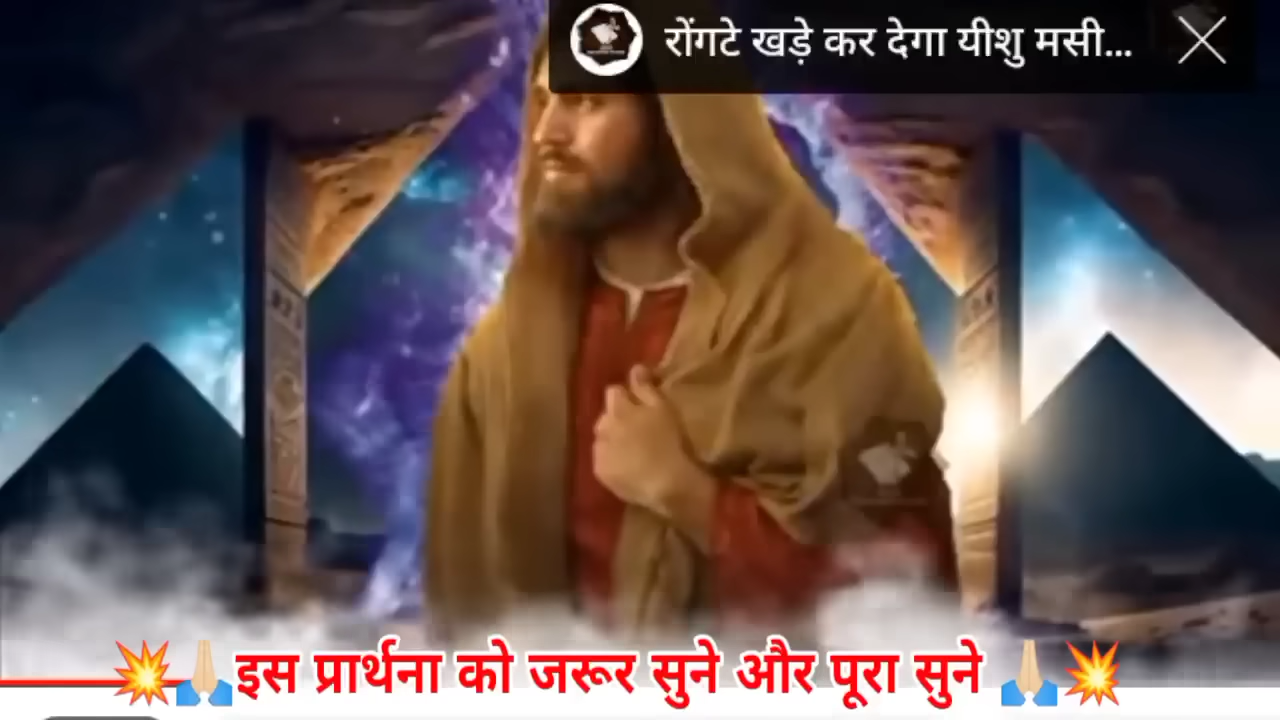 रोंगटे खड़े कर देगा यीशु मसी...
💥🙏🏼इस प्रार्थना को जरूर सुने और पूरा सुने 🙏🏼💥